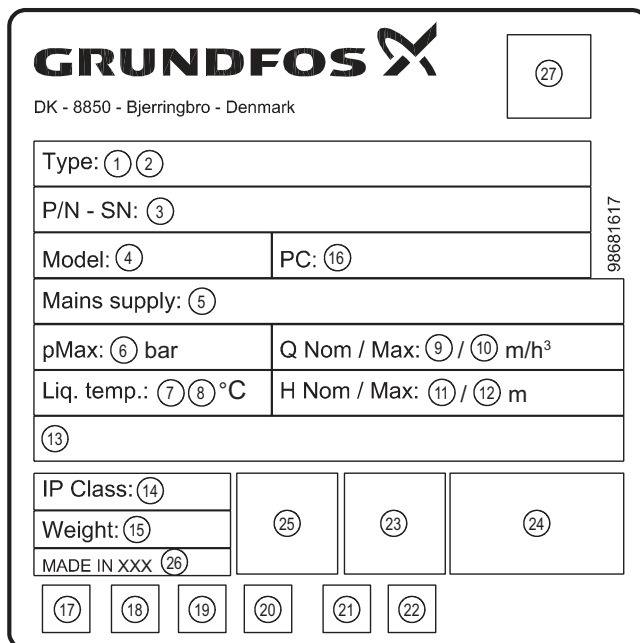 GRUNDFOS
27
DK - 8850 - Bjerringbro - Denmark
Type: 1 2
P/N - SN: 3
98681617
Model: 4 PC: 16
Mains supply: 5
pMax: 6 bar Q Nom / Max: 9 / 10 m/h³
Liq. temp.: 7 8 °C H Nom / Max: 11 / 12 m
13
IP Class: 14
25 23 24
Weight: 15
MADE IN XXX 26
17 18 19 20 21 22